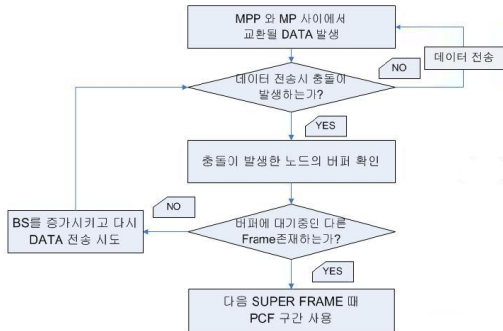 MPP 와 MP 사이에서
교환될 DATA 발생
데이터 전송
NO
데이터 전송시 충돌이
발생하는가?
YES
충돌이 발생한 노드의 버퍼 확인
NO
BS를 증가시키고 다시
DATA 전송 시도
버퍼에 대기중인 다른
Frame존재하는가?
YES
다음 SUPER FRAME 때
PCF 구간 사용